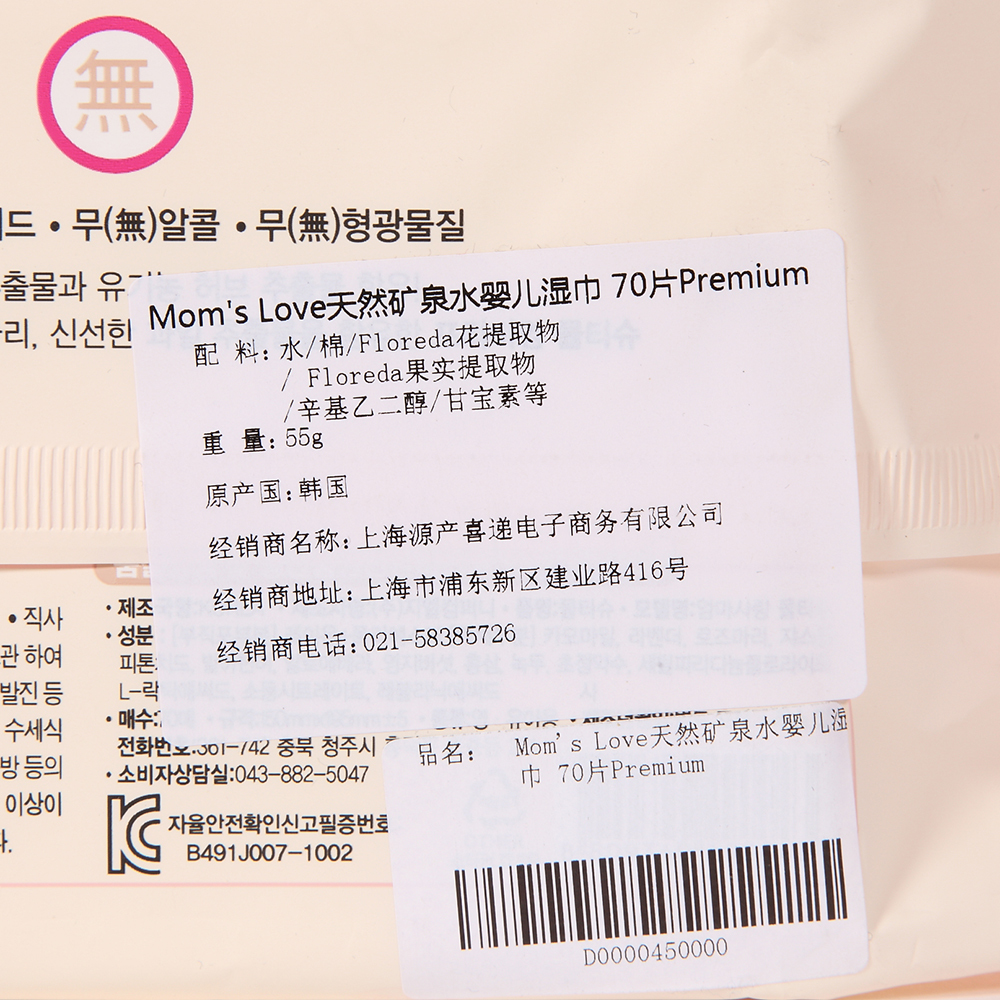 無
드 • 무(無)알콜 • 무(無)형광물질
출물과 유
리, 신선한
Mom's Love天然矿泉水婴儿湿巾 70片Premium
配 料: 水/棉/Floreda花提取物
/ Floreda果实提取物
/辛基乙二醇/甘宝素等
重 量: 55g
原产国: 韩国
经销商名称: 上海源产喜递电子商务有限公司
经销商地址: 上海市浦东新区建业路416号
经销商电话: 021-58385726
• 직사
관 하여
발진 등
수세식
방 등의
이상이
다.
• 제조
• 성분
피톤
L-락
• 매수:
전화번호:361-742 충북 청주시
• 소비자상담실:043-882-5047
자율안전확인신고필증번호
B491J007-1002
品名: Mom's Love天然矿泉水婴儿湿
巾 70片Premium
D0000450000